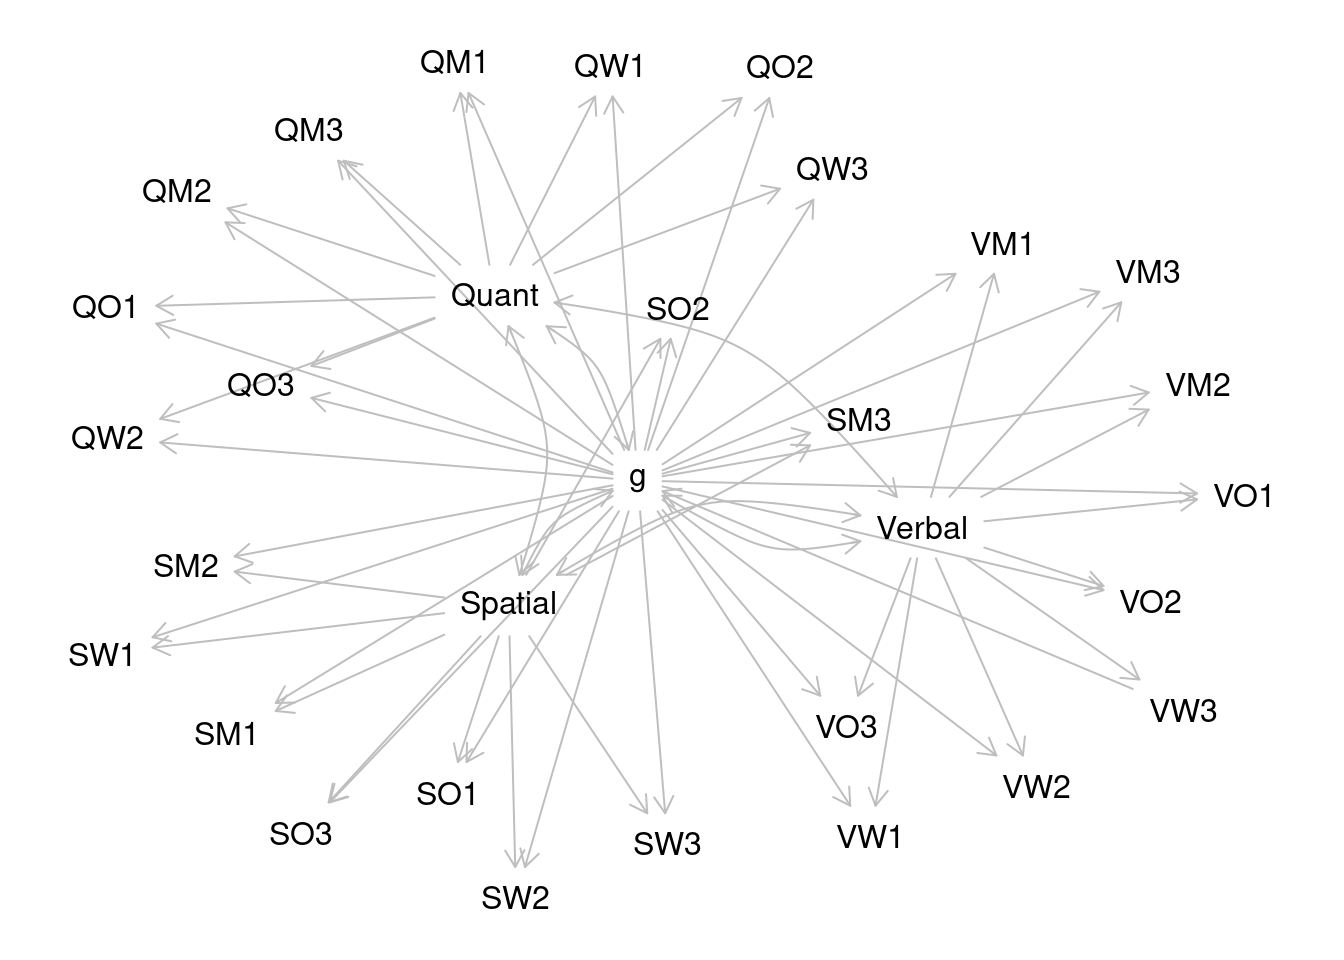 QM1
QW1
QO2
QM3
QW3
QM2
VM1
VM3
Quant
QO1
SO2
QO3
VM2
SM3
QW2
g
VO1
Verbal
SM2
Spatial
VO2
SW1
VW3
SM1
VO3
VW2
SO1
SO3
VW1
SW3
SW2